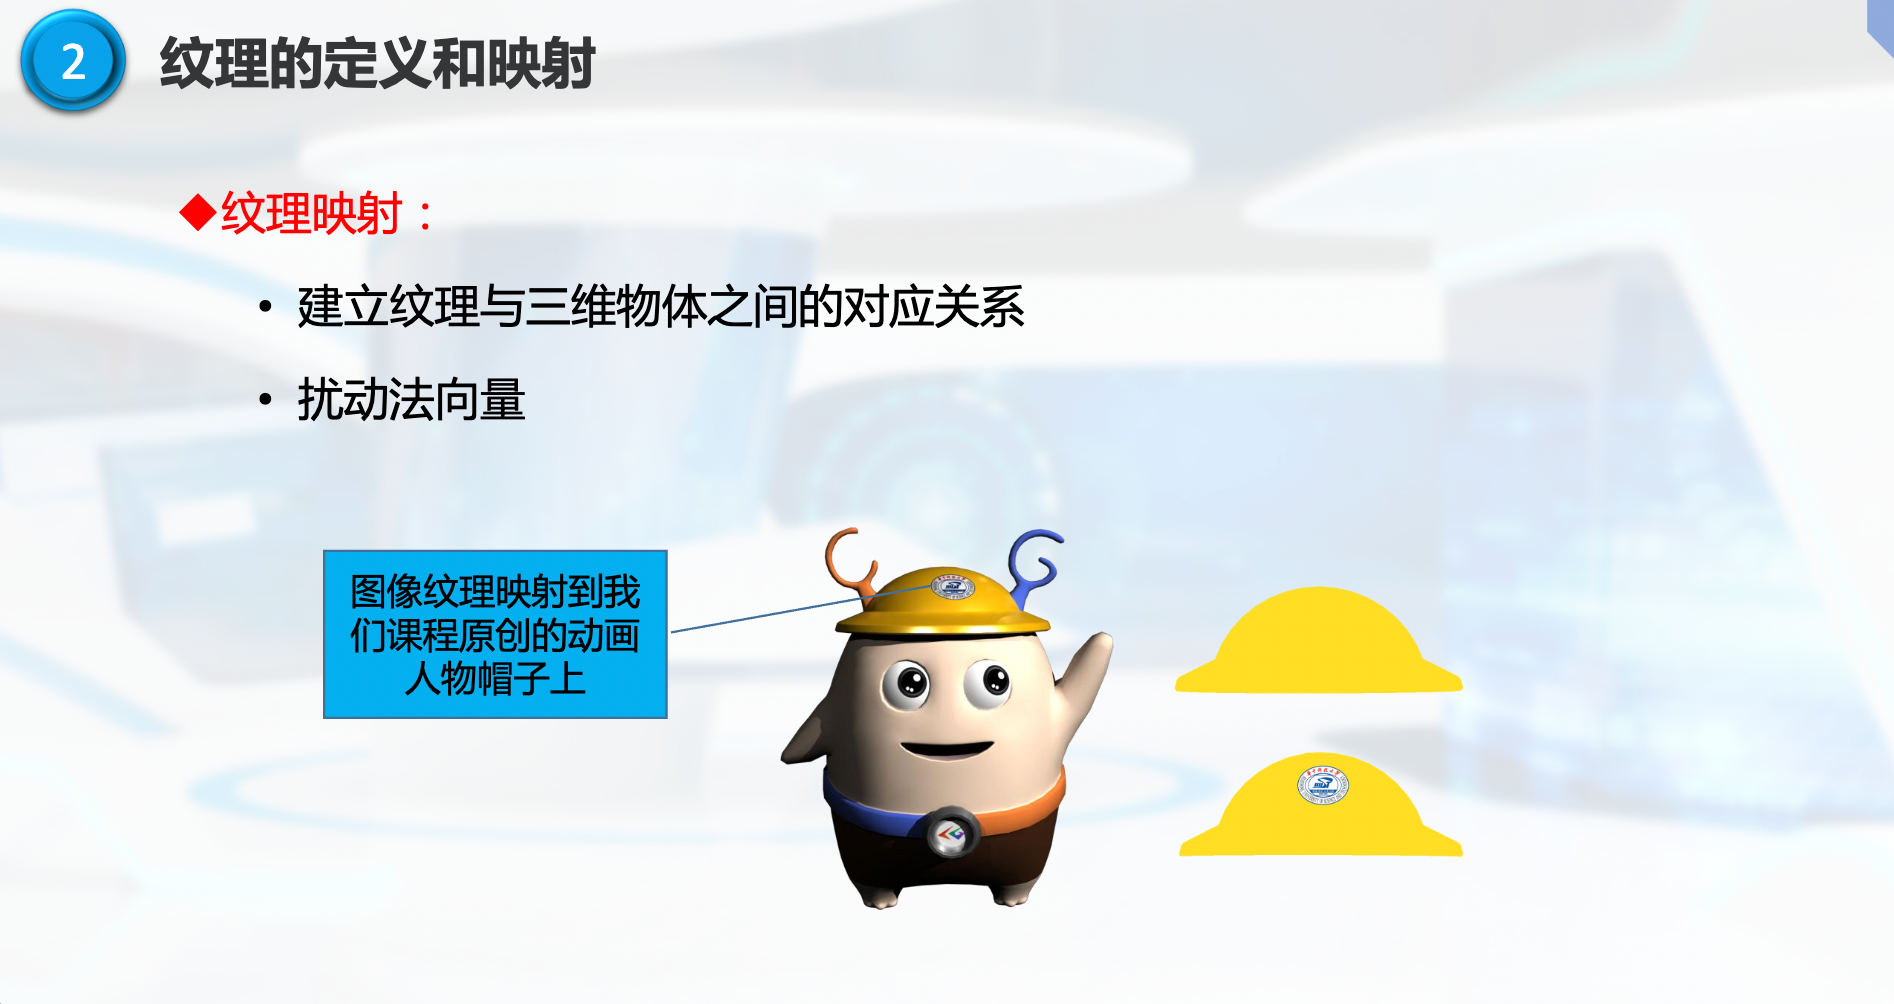 2
纹理的定义和映射
◆纹理映射：
• 建立纹理与三维物体之间的对应关系
• 扰动法向量
图像纹理映射到我
们课程原创的动画
人物帽子上